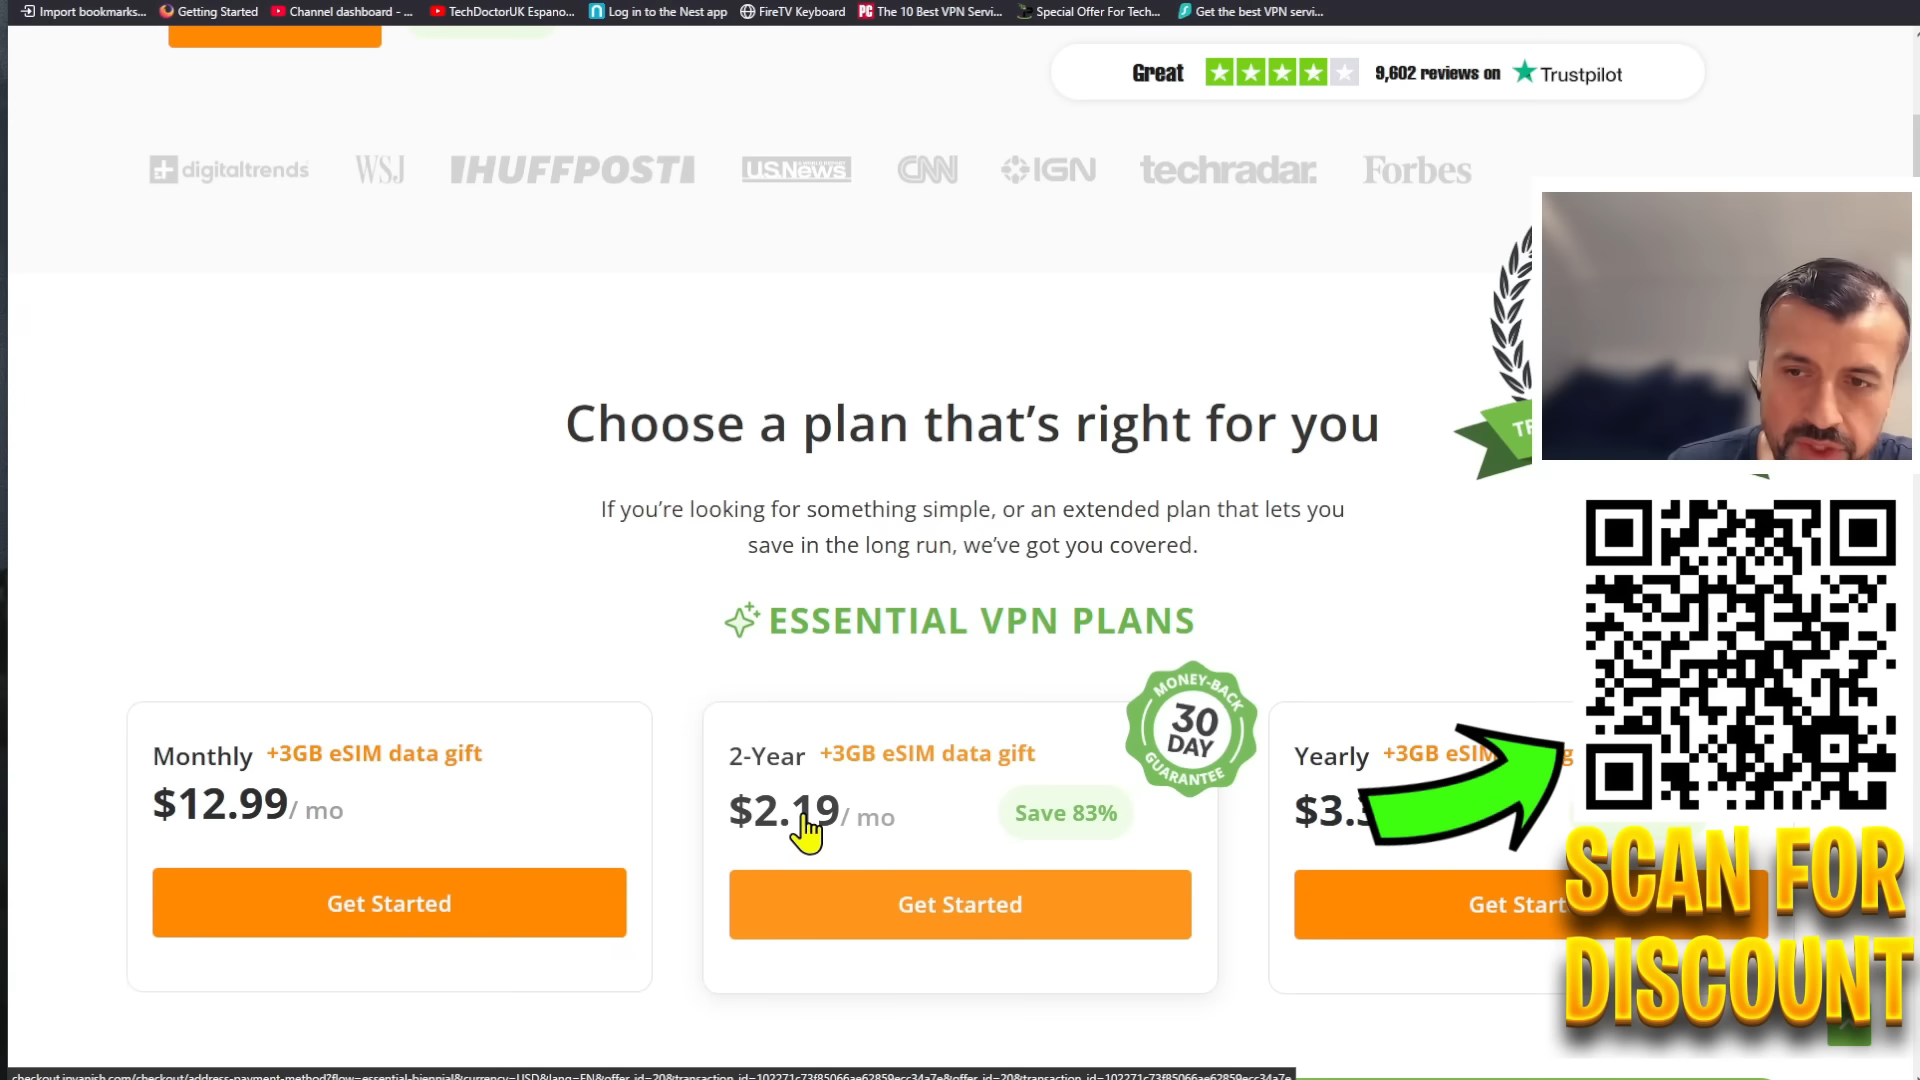 Import bookmarks...
Getting Started
Channel dashboard - ...
TechDoctorUK Espano...
Log in to the Nest app
FireTV Keyboard
PC The 10 Best VPN Servi...
Special Offer For Tech...
Get the best VPN servi...
Great 9,602 reviews on Trustpilot
digitaltrends
WSJ
HUFFPOST
U.S.News
CNN
IGN
techradar.
Forbes
Choose a plan that's right for you
If you're looking for something simple, or an extended plan that lets you
save in the long run, we've got you covered.
ESSENTIAL VPN PLANS
Monthly +3GB eSIM data gift
$12.99/ mo
Get Started
2-Year +3GB eSIM data gift
$2.19/ mo
Save 83%
Get Started
MONEY-BACK
30
DAY
GUARANTEE
Yearly +3GB eSIM
$3.
Get Start
SCAN FOR
DISCOUNT